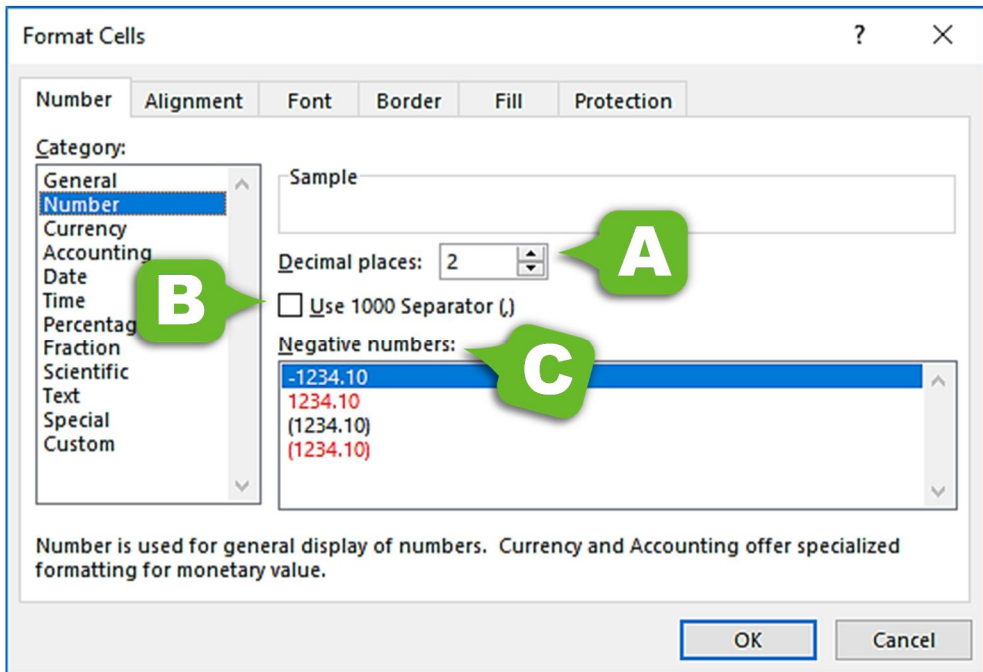 Format Cells ?
Number Alignment Font Border Fill Protection
Category:
General
Number
Currency
Accounting
Date
Time
Percentag
Fraction
Scientific
Text
Special
Custom
Sample
Decimal places: 2
A
B
Use 1000 Separator (,)
Negative numbers:
C
-1234.10
1234.10
(1234.10)
(1234.10)
Number is used for general display of numbers. Currency and Accounting offer specialized
formatting for monetary value.
OK Cancel